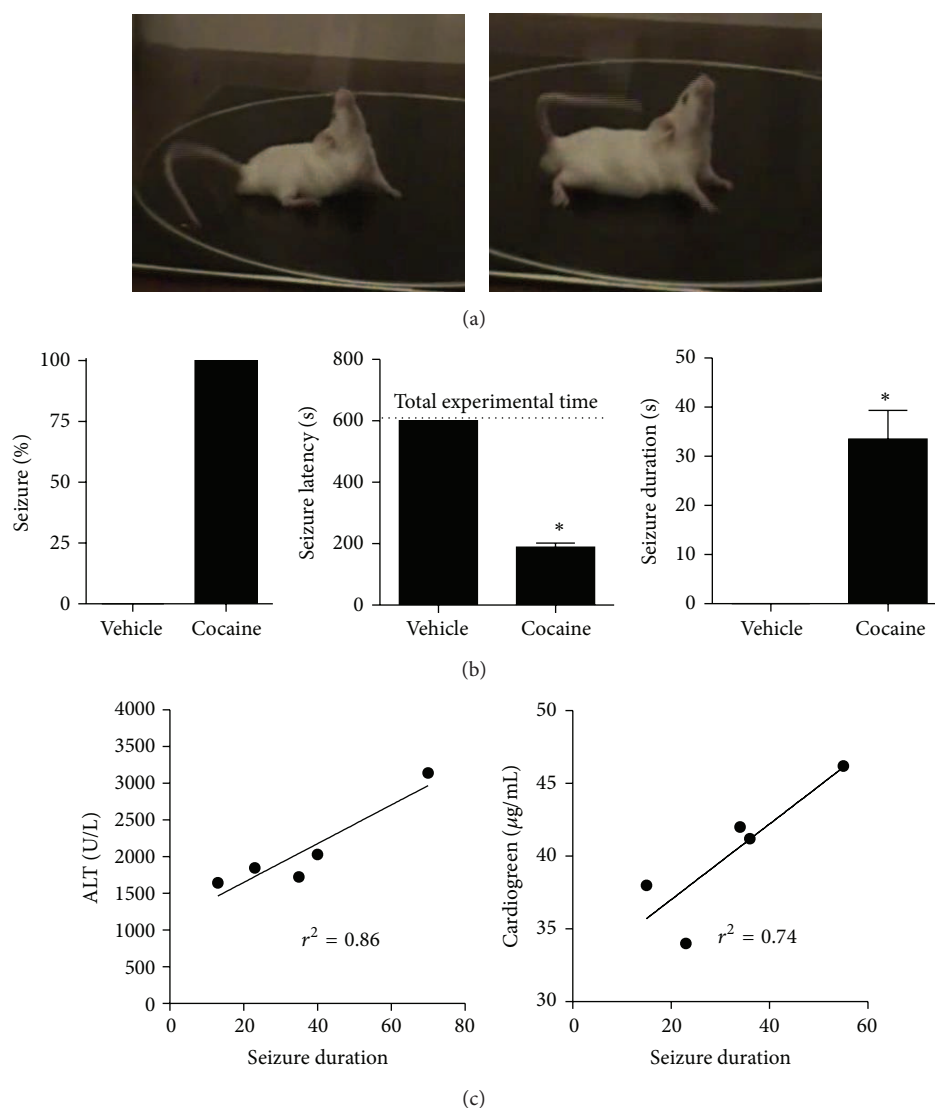 (a)
100
75
50
25
0
Seizure (%)
Vehicle
Cocaine
800
600
400
200
0
Seizure latency (s)
Total experimental time
*
Vehicle
Cocaine
50
40
30
20
10
0
Seizure duration (s)
*
Vehicle
Cocaine
(b)
4000
3500
3000
2500
2000
1500
1000
500
0
ALT (U/L)
r² = 0.86
0
20
40
60
80
Seizure duration
50
45
40
35
30
Cardiogreen (μg/mL)
r² = 0.74
0
20
40
60
Seizure duration
(c)